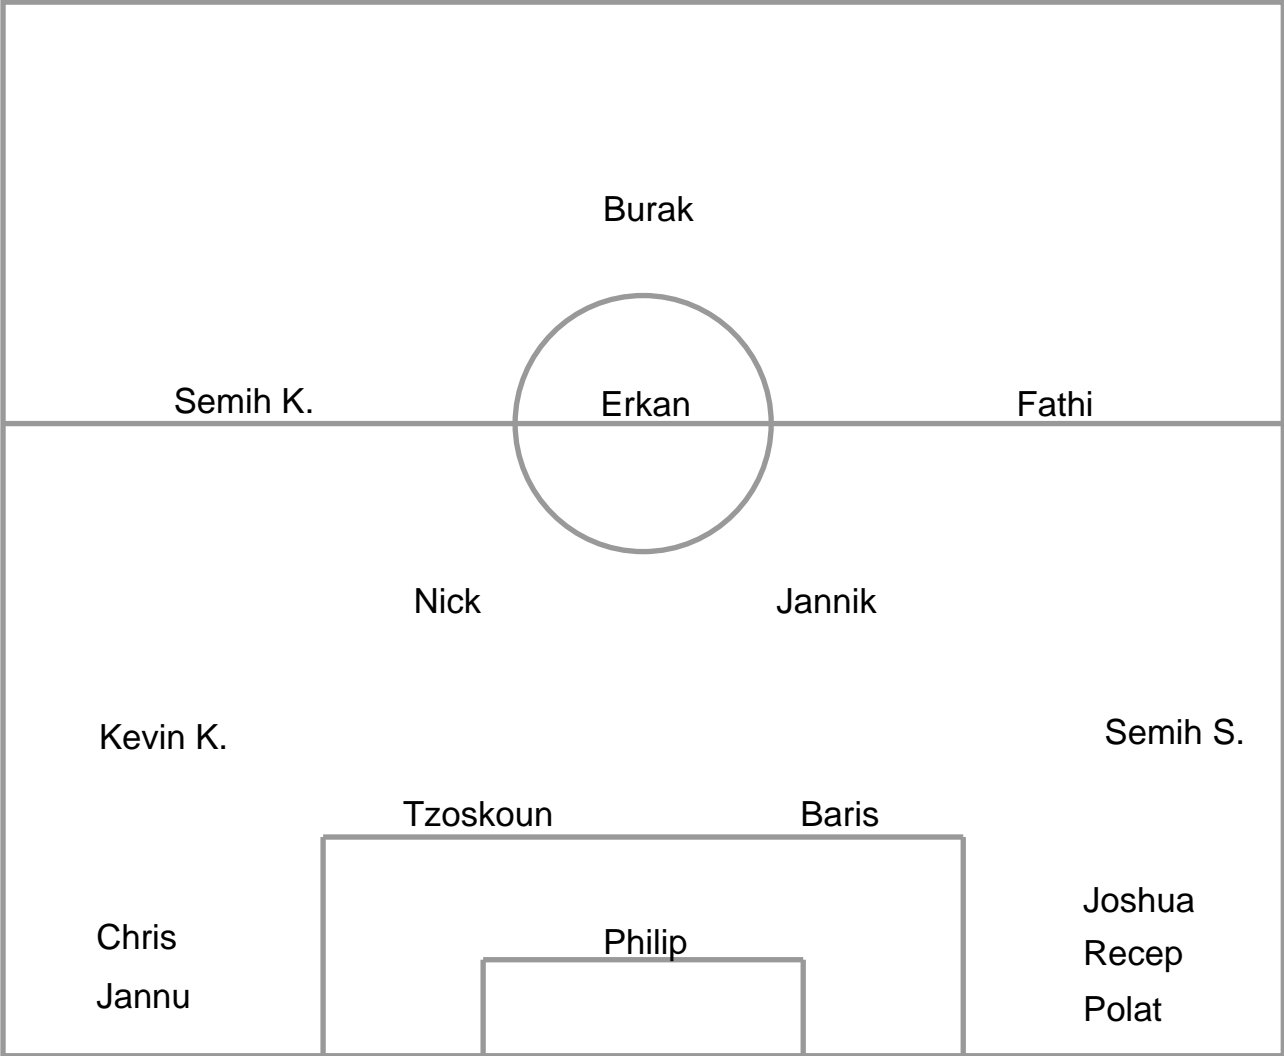 Burak
Semih K.
Erkan
Fathi
Nick
Jannik
Kevin K.
Semih S.
Tzoskoun
Baris
Joshua
Chris
Philip
Recep
Jannu
Polat